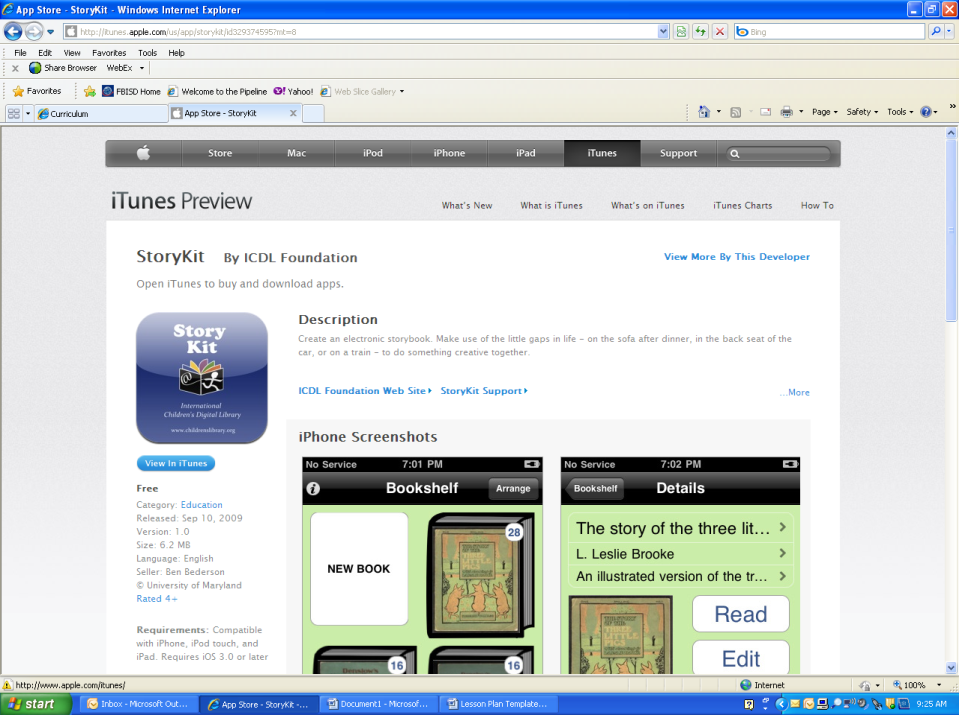 App Store - StoryKit - Windows Internet Explorer
http://itunes.apple.com/us/app/storykit/id329374595?mt=8
Bing
File Edit View Favorites Tools Help
x Share Browser WebEx
Favorites FBISD Home Welcome to the Pipeline Yahoo! Web Slice Gallery
Curriculum
App Store - StoryKit X
Page Safety Tools
Store Mac iPod iPhone iPad iTunes Support
iTunes Preview
What's New What is iTunes What's on iTunes iTunes Charts How To
StoryKit By ICDL Foundation
View More By This Developer
Open iTunes to buy and download apps.
Story
Kit
International
Children's Digital Library
www.childrenslibrary.org
View In iTunes
Free
Category: Education
Released: Sep 10, 2009
Version: 1.0
Size: 6.2 MB
Language: English
Seller: Ben Bederson
© University of Maryland
Rated 4+
Requirements: Compatible
with iPhone, iPod touch, and
iPad. Requires iOS 3.0 or later
Description
Create an electronic storybook. Make use of the little gaps in life – on the sofa after dinner, in the back seat of the
car, or on a train – to do something creative together.
ICDL Foundation Web Site StoryKit Support
...More
iPhone Screenshots
No Service 7:01 PM
Bookshelf Arrange
NEW BOOK
28
THREE
LITTLE
PIGS
16
16
No Service 7:02 PM
Bookshelf Details
The story of the three lit...
L. Leslie Brooke
An illustrated version of the tr...
THREE
LITTLE
PIGS
Read
Edit
http://www.apple.com/itunes/
Internet
100%
start
Inbox - Microsoft Out...
App Store - StoryKit -...
Document1 - Microsof...
Lesson Plan Template...
9:25 AM